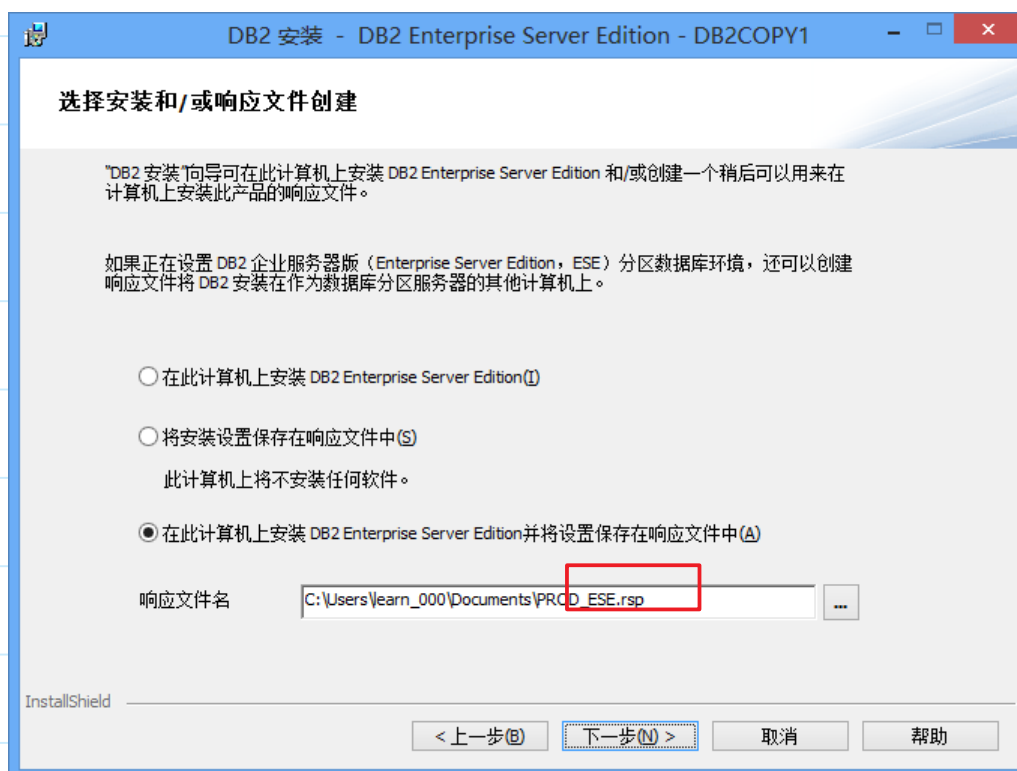 DB2 安装 - DB2 Enterprise Server Edition - DB2COPY1
选择安装和/或响应文件创建
"DB2 安装"向导可在此计算机上安装 DB2 Enterprise Server Edition 和/或创建一个稍后可以用来在
计算机上安装此产品的响应文件。
如果正在设置 DB2 企业服务器版（Enterprise Server Edition，ESE）分区数据库环境，还可以创建
响应文件将 DB2 安装在作为数据库分区服务器的其他计算机上。
在此计算机上安装 DB2 Enterprise Server Edition(I)
将安装设置保存在响应文件中(S)
此计算机上将不安装任何软件。
在此计算机上安装 DB2 Enterprise Server Edition并将设置保存在响应文件中(A)
响应文件名 C:\Users\learn_000\Documents\PROD_ESE.rsp ...
InstallShield
< 上一步(B) 下一步(N) > 取消 帮助